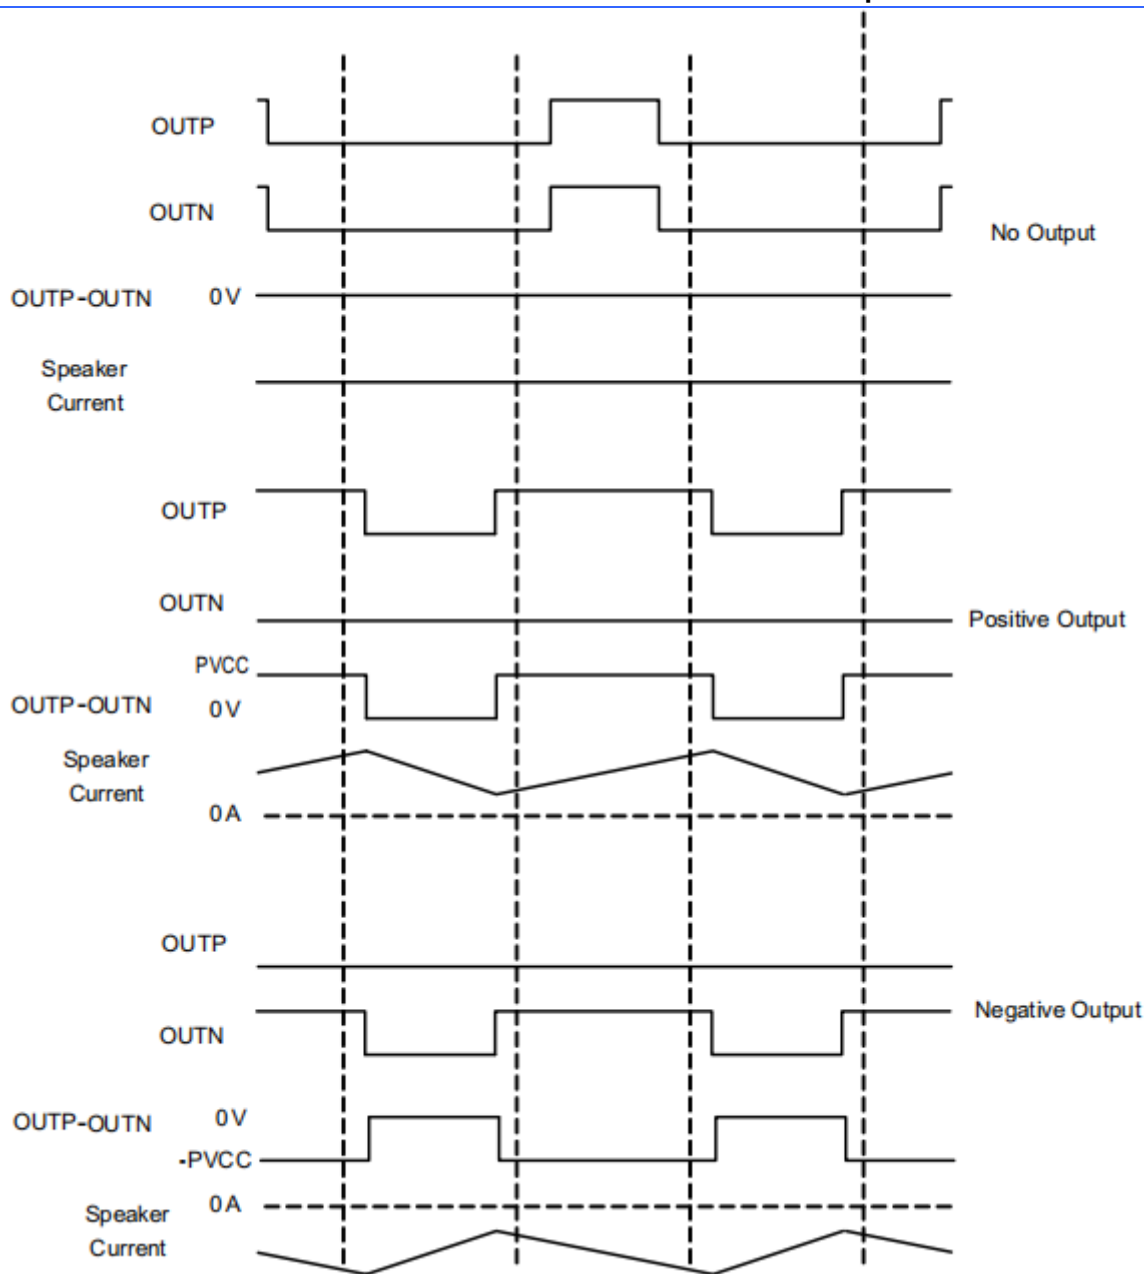 OUTP
OUTN
No Output
OUTP-OUTN 0V
Speaker
Current
OUTP
OUTN
Positive Output
PVCC
OUTP-OUTN 0V
Speaker
Current
0A
OUTP
Negative Output
OUTN
OUTP-OUTN 0V
-PVCC
0A
Speaker
Current